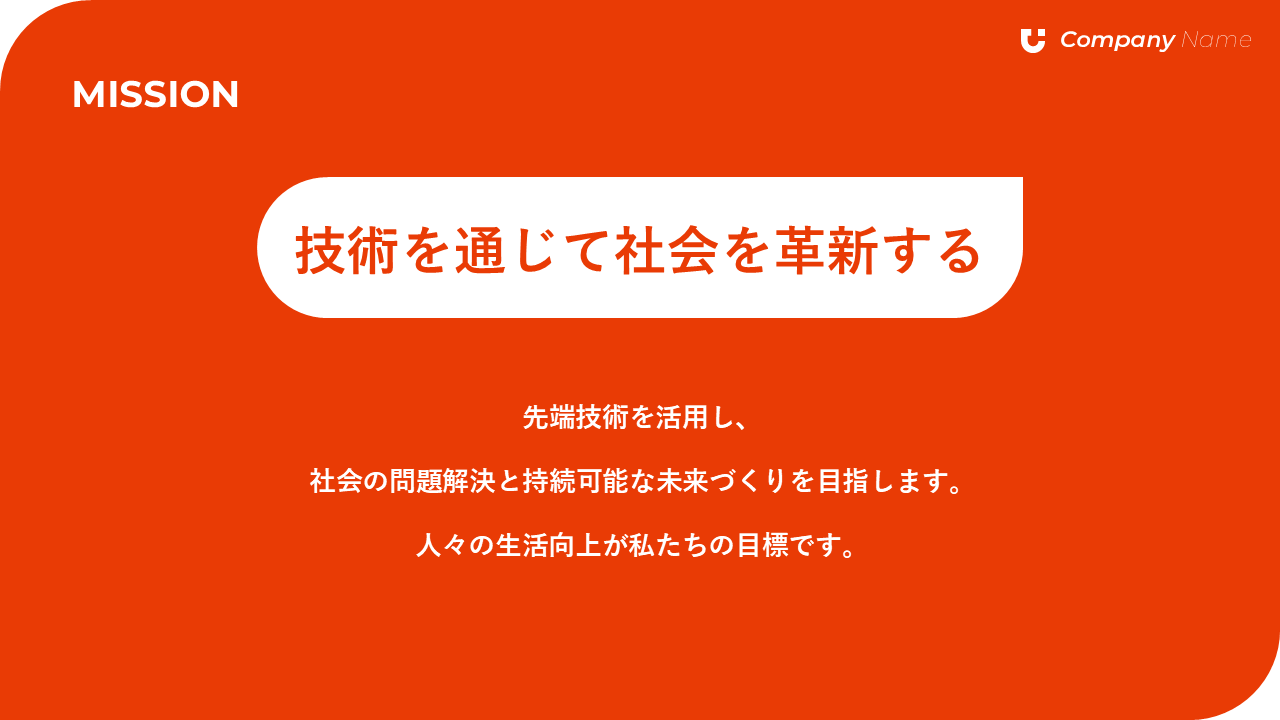 Company Name
MISSION
技術を通じて社会を革新する
先端技術を活用し、
社会の問題解決と持続可能な未来づくりを目指します。
人々の生活向上が私たちの目標です。